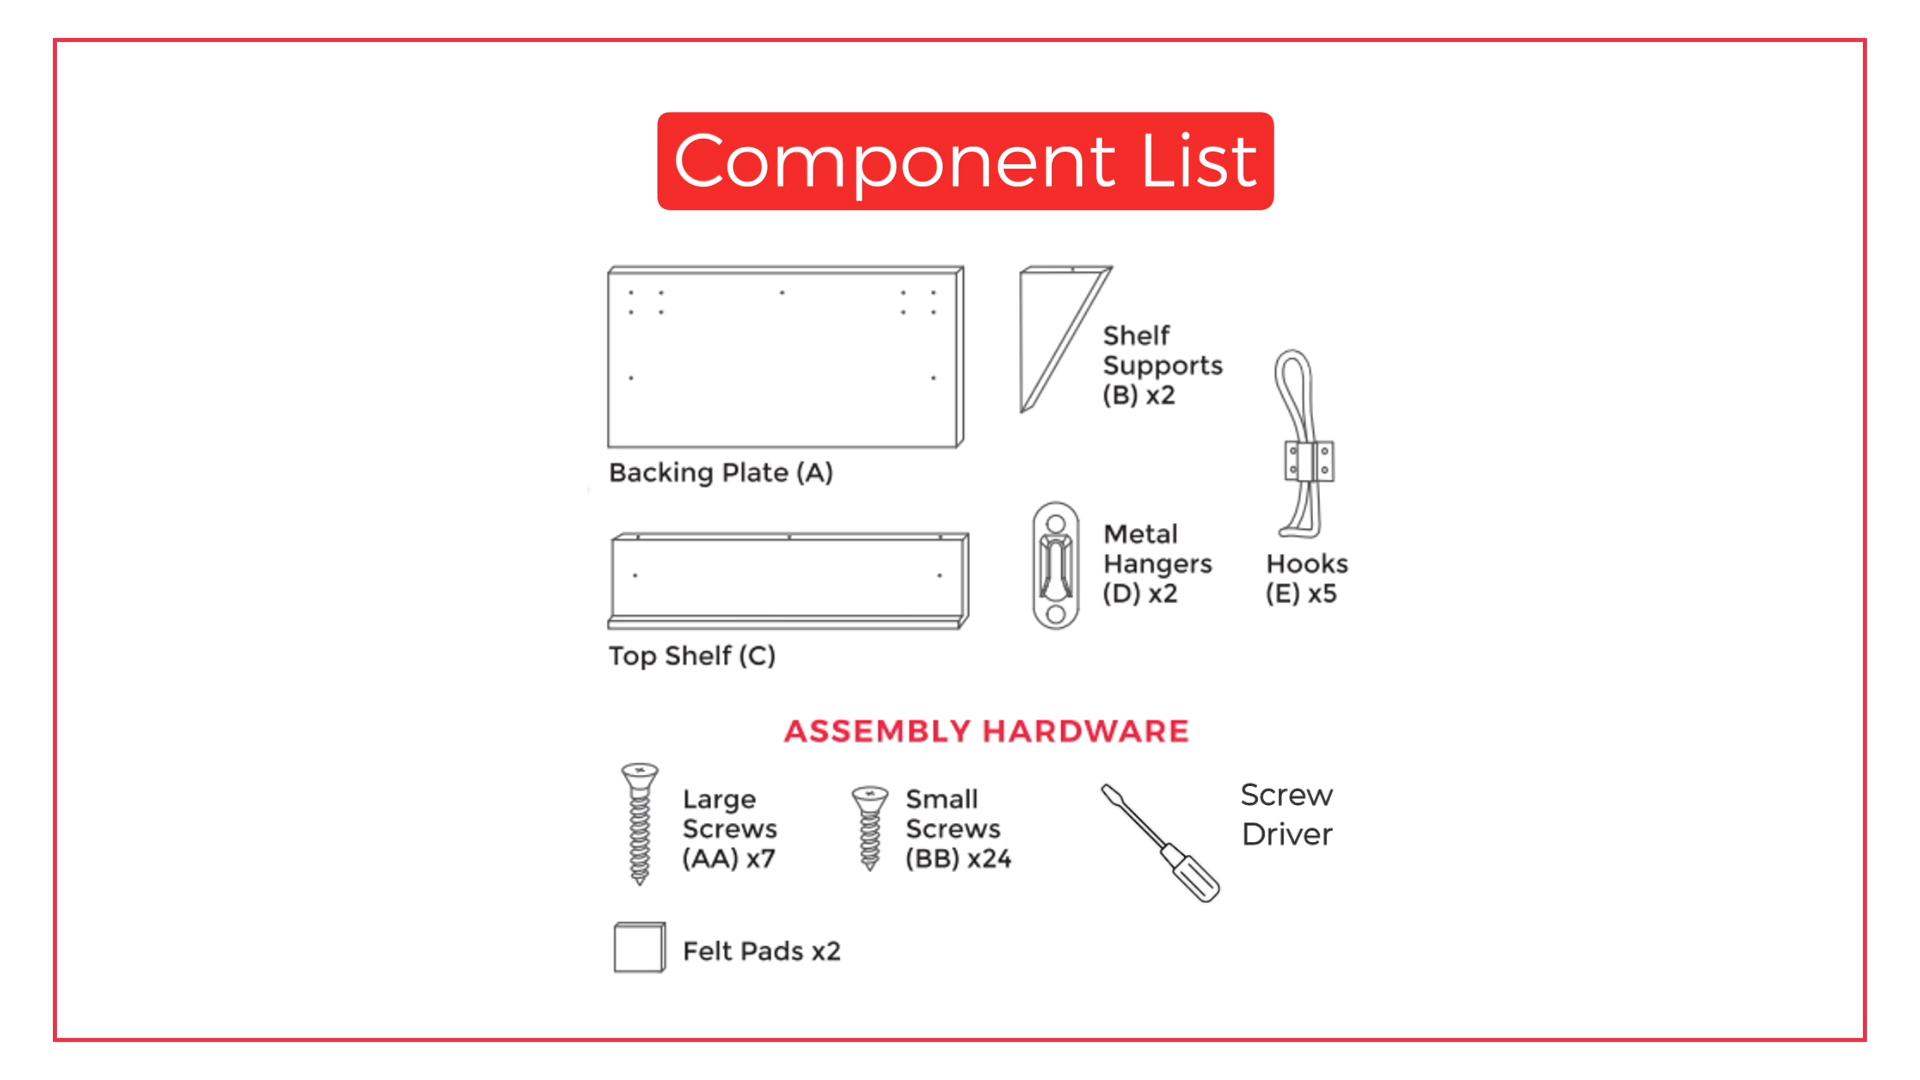 Component List
Backing Plate (A)
Shelf
Supports
(B) x2
Top Shelf (C)
Metal
Hangers
(D) x2
Hooks
(E) x5
ASSEMBLY HARDWARE
Large
Screws
(AA) x7
Small
Screws
(BB) x24
Screw
Driver
Felt Pads x2